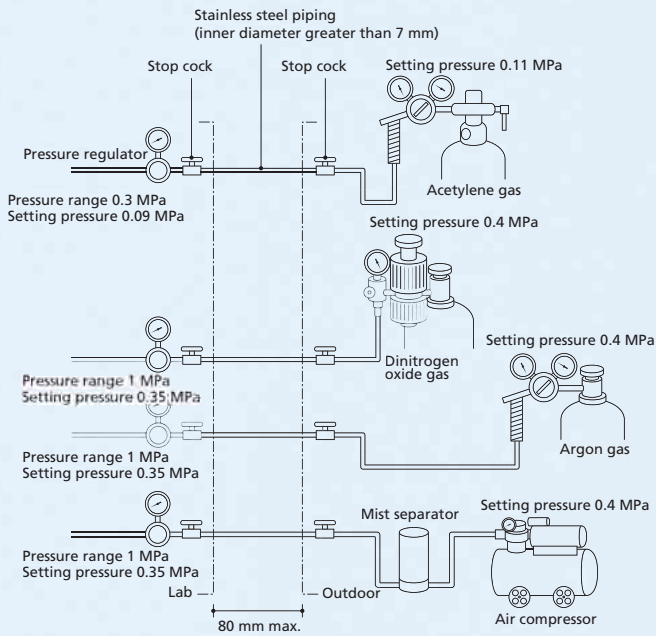 Stainless steel piping
(inner diameter greater than 7 mm)
Stop cock
Stop cock
Setting pressure 0.11 MPa
Pressure regulator
Pressure range 0.3 MPa
Setting pressure 0.09 MPa
Acetylene gas
Setting pressure 0.4 MPa
Dinitrogen
oxide gas
Pressure range 1 MPa
Setting pressure 0.35 MPa
Setting pressure 0.4 MPa
Argon gas
Pressure range 1 MPa
Setting pressure 0.35 MPa
Mist separator
Setting pressure 0.4 MPa
Pressure range 1 MPa
Setting pressure 0.35 MPa
Lab
Outdoor
80 mm max.
Air compressor